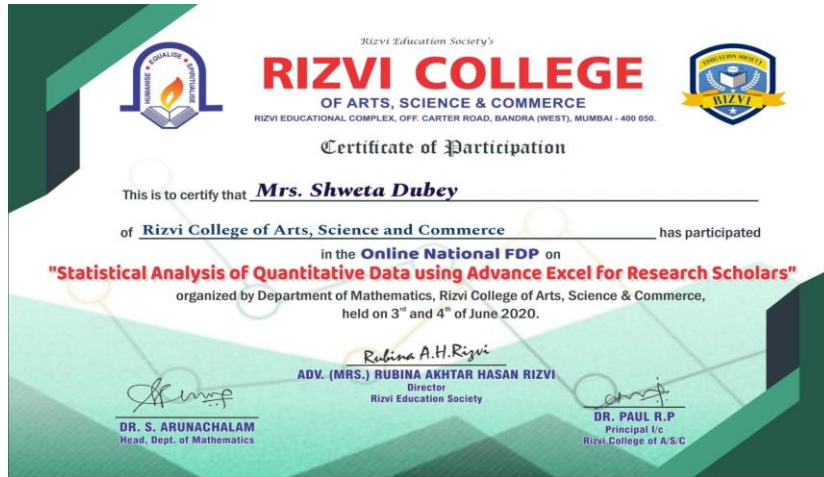 Rizvi Education Society's
HUMANISE • EQUALISE • SPIRITUALISE
RIZVI COLLEGE
EDUCATION SOCIETY
RIZVI
OF ARTS, SCIENCE & COMMERCE
RIZVI EDUCATIONAL COMPLEX, OFF. CARTER ROAD, BANDRA (WEST), MUMBAI - 400 050.
Certificate of Participation
This is to certify that Mrs. Shweta Dubey
of Rizvi College of Arts, Science and Commerce has participated
in the Online National FDP on
"Statistical Analysis of Quantitative Data using Advance Excel for Research Scholars"
organized by Department of Mathematics, Rizvi College of Arts, Science & Commerce,
held on 3rd and 4th of June 2020.
Rubina A.H.Rizvi
ADV. (MRS.) RUBINA AKHTAR HASAN RIZVI
Director
Rizvi Education Society
DR. S. ARUNACHALAM
Head, Dept. of Mathematics
DR. PAUL R.P
Principal I/c
Rizvi College of A/S/C